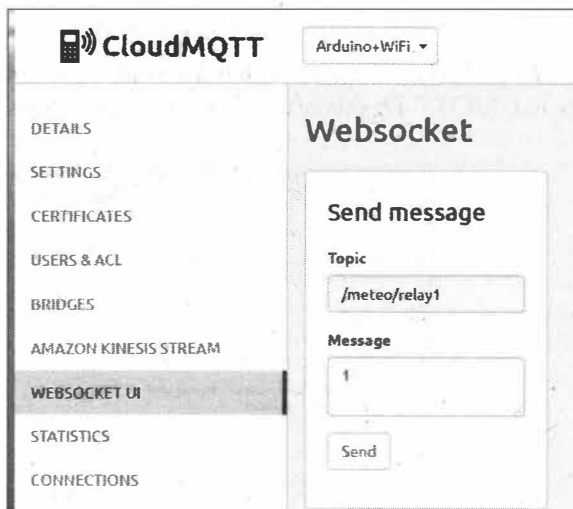 CloudMQTT
Arduino+WiFi
DETAILS
SETTINGS
CERTIFICATES
USERS & ACL
BRIDGES
AMAZON KINESIS STREAM
WEBSOCKET UI
STATISTICS
CONNECTIONS
Websocket
Send message
Topic
/meteo/relay1
Message
1
Send